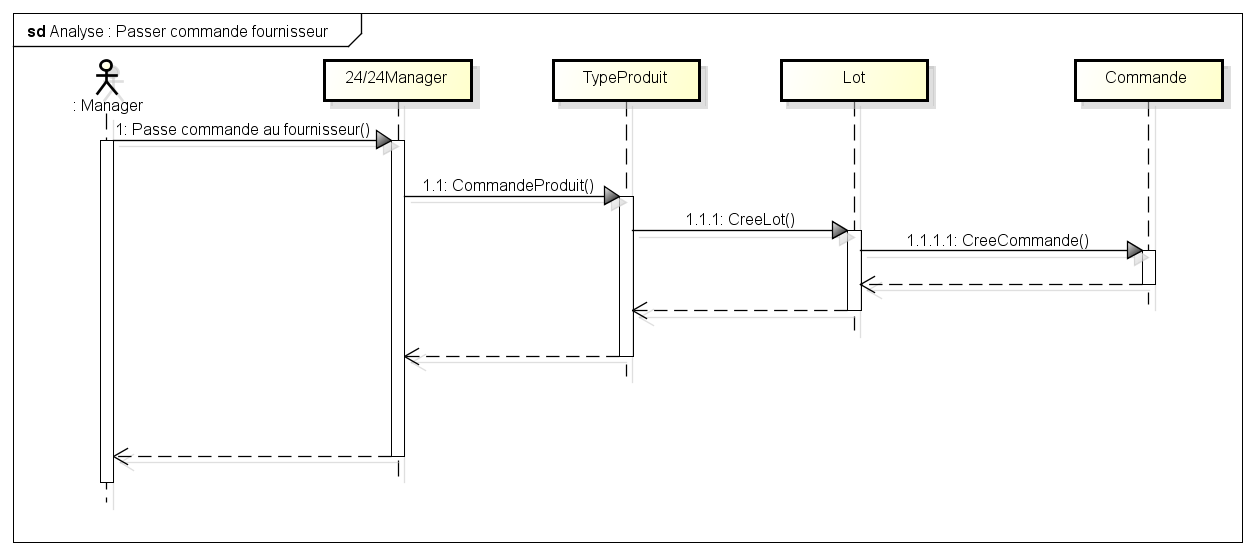 sd Analyse : Passer commande fournisseur
: Manager
24/24Manager
TypeProduit
Lot
Commande
1: Passe commande au fournisseur()
1.1: CommandeProduit()
1.1.1: CreeLot()
1.1.1.1: CreeCommande()